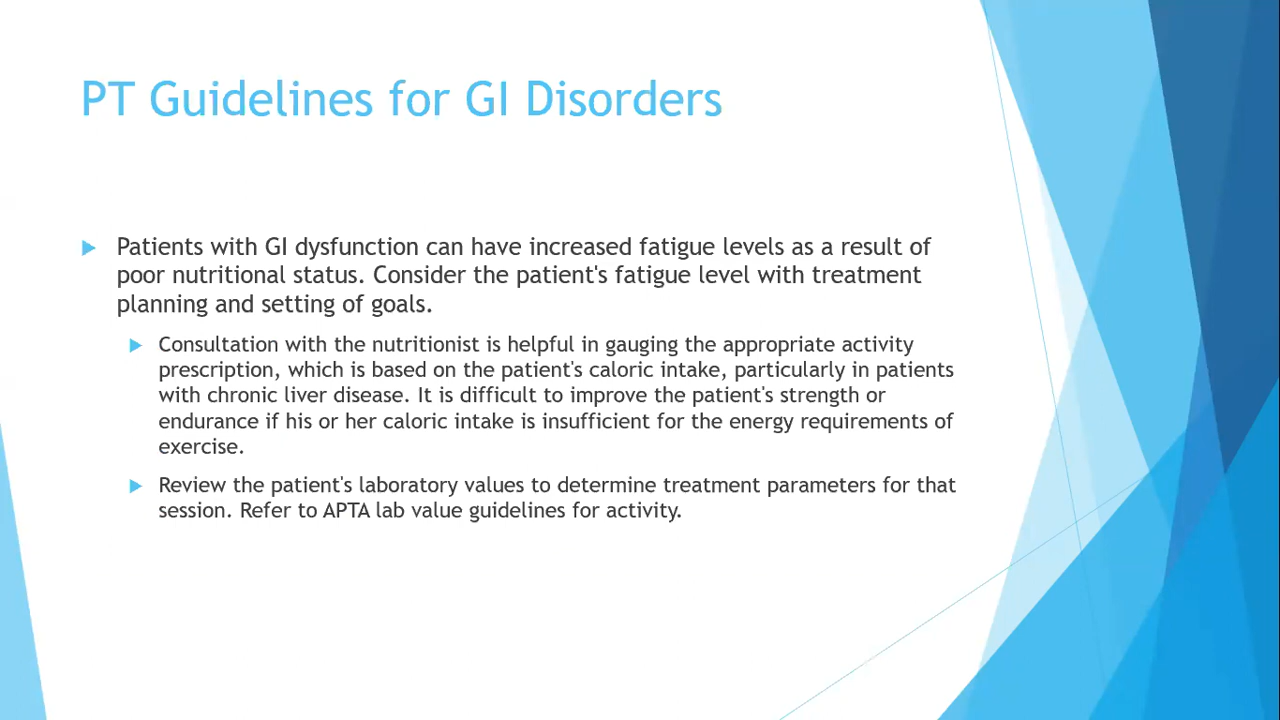 PT Guidelines for GI Disorders
Patients with GI dysfunction can have increased fatigue levels as a result of
poor nutritional status. Consider the patient's fatigue level with treatment
planning and setting of goals.
Consultation with the nutritionist is helpful in gauging the appropriate activity
prescription, which is based on the patient's caloric intake, particularly in patients
with chronic liver disease. It is difficult to improve the patient's strength or
endurance if his or her caloric intake is insufficient for the energy requirements of
exercise.
Review the patient's laboratory values to determine treatment parameters for that
session. Refer to APTA lab value guidelines for activity.